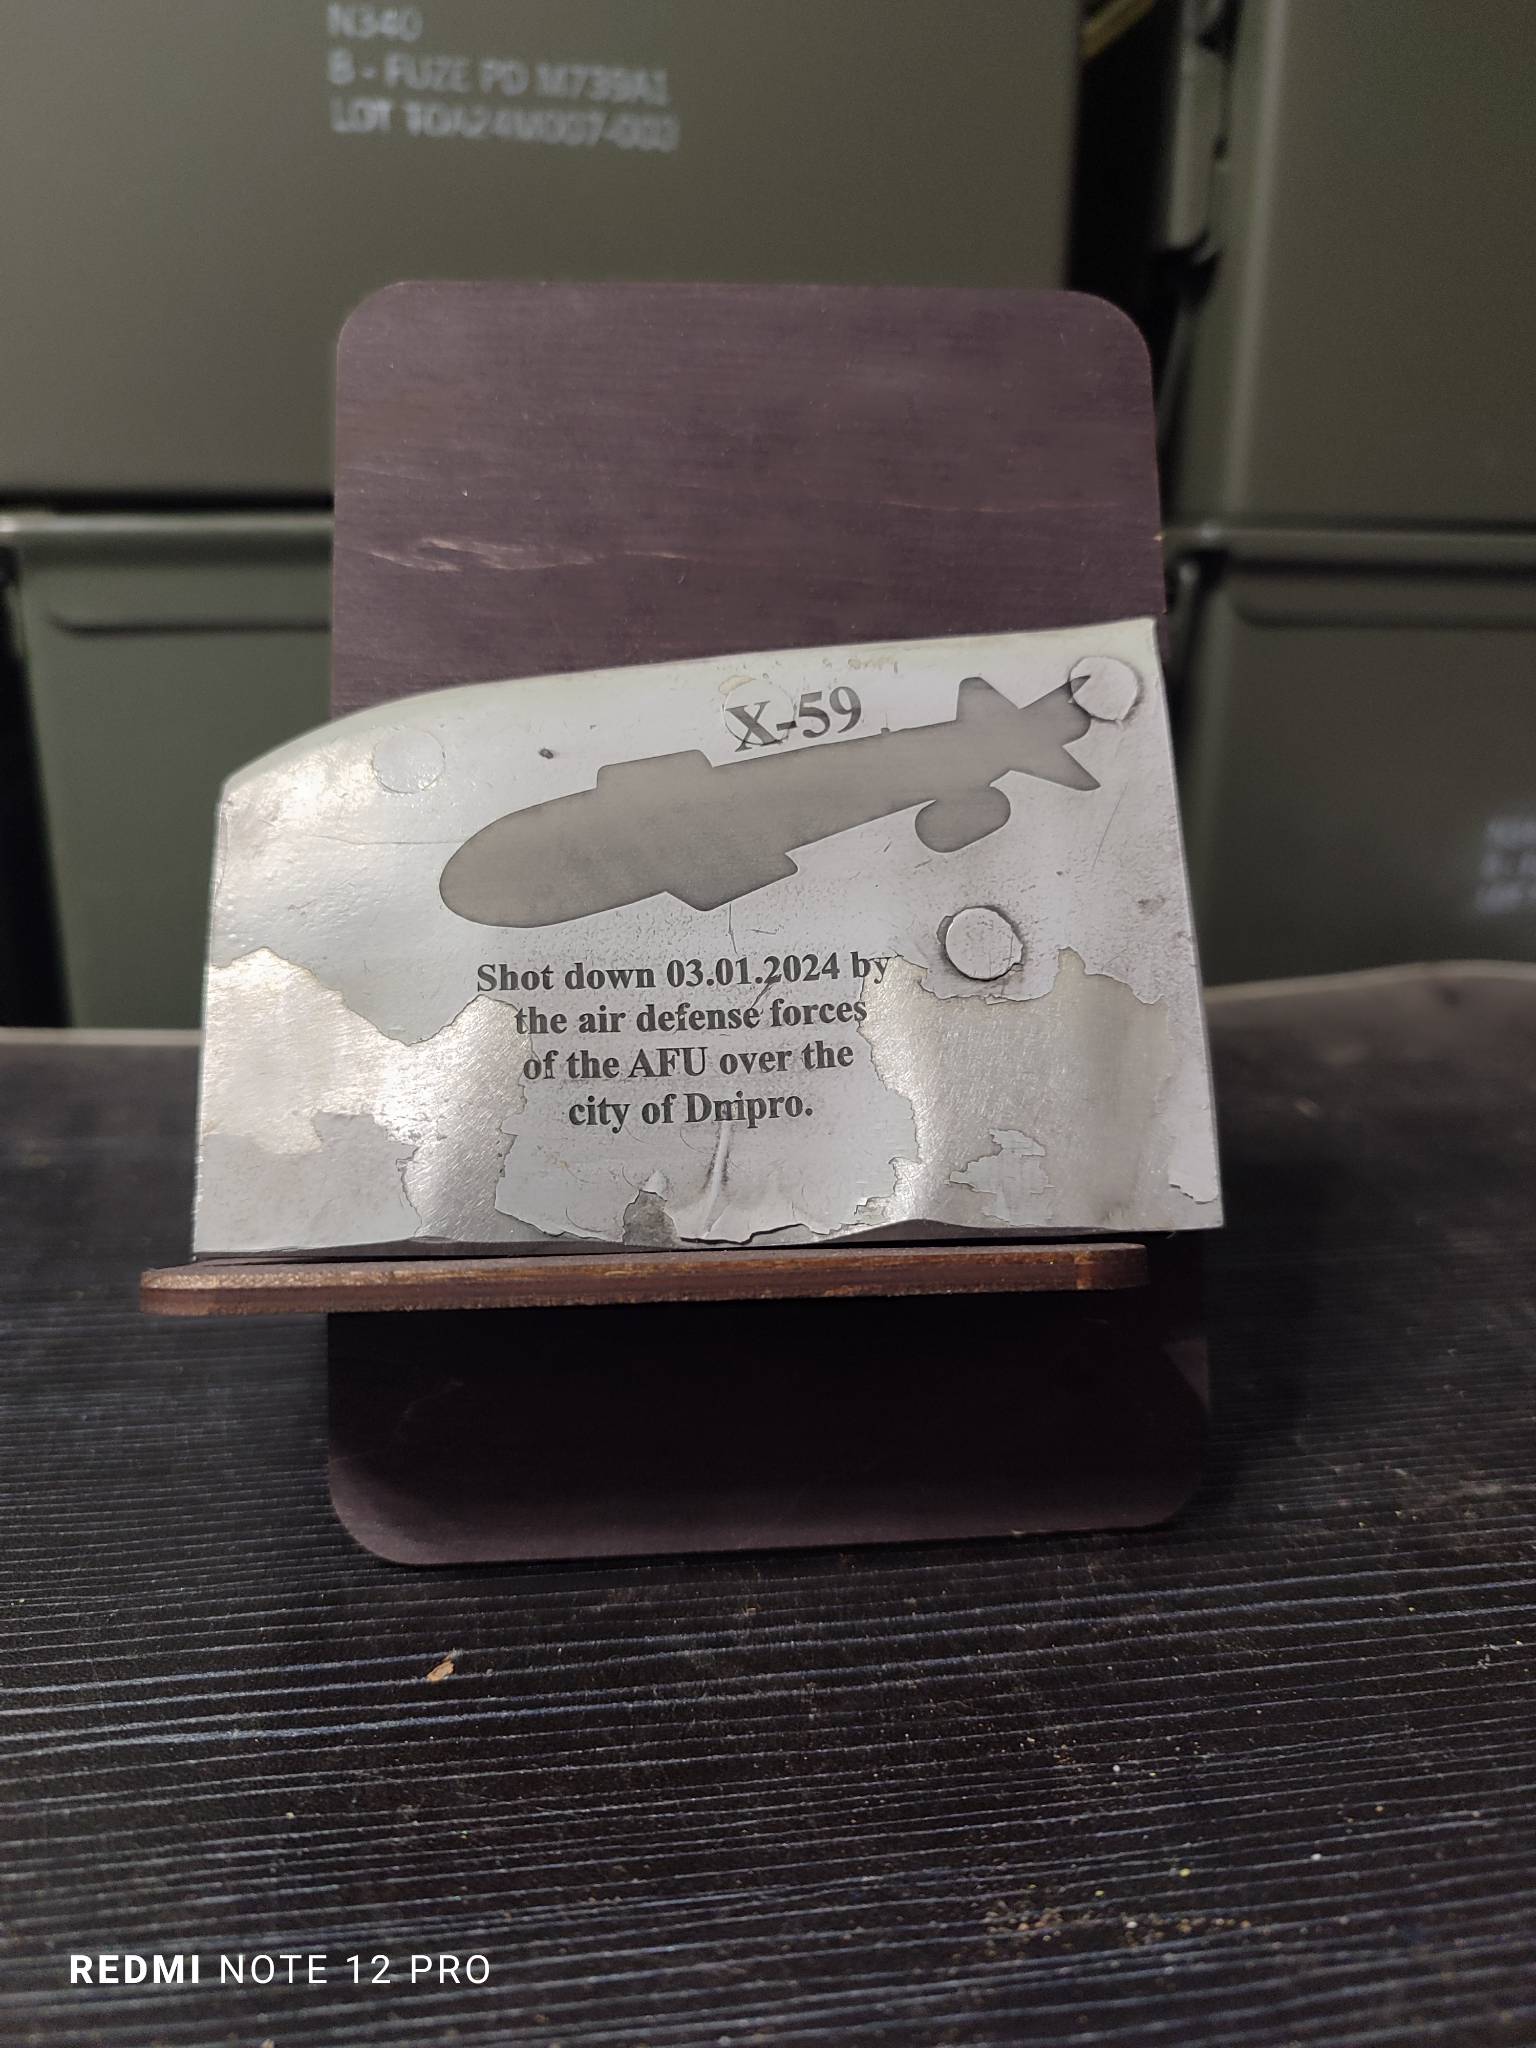 N340
B - FUZE PD M739A1
LOT
X-59
Shot down 03.01.2024 by
the air defense forces
of the AFU over the
city of Dnipro.
REDMI NOTE 12 PRO